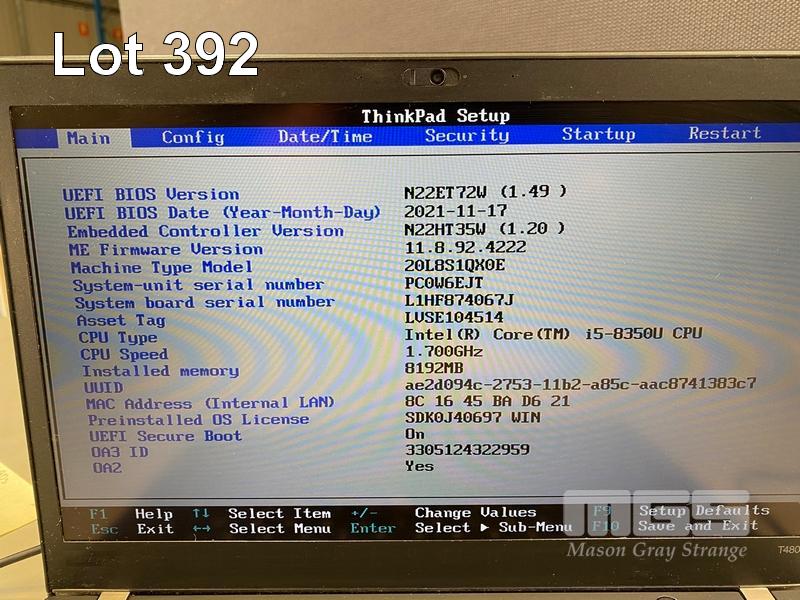 Lot 392
ThinkPad Setup
Main Config Date/Time Security Startup Restart
UEFI BIOS Version N22ET72W (1.49 )
UEFI BIOS Date (Year-Month-Day) 2021-11-17
Embedded Controller Version N22HT35W (1.20 )
ME Firmware Version 11.8.92.4222
Machine Type Model 20L8S1QX0E
System-unit serial number PC0W6EJT
System board serial number L1HF874067J
Asset Tag LVSE104514
CPU Type Intel(R) Core(TM) i5-8350U CPU
CPU Speed 1.700GHz
Installed memory 8192MB
UUID ae2d094c-2753-11b2-a85c-aac8741383c7
MAC Address (Internal LAN) 8C 16 45 BA D6 21
Preinstalled OS License SDK0J40697 WIN
UEFI Secure Boot On
OA3 ID 3305124322959
OA2 Yes
F1 Help ↑↓ Select Item +/- Change Values F9 Setup Defaults
Esc Exit ←→ Select Menu Enter Select ▶ Sub-Menu F10 Save and Exit
MGS
Mason Gray Strange
T480